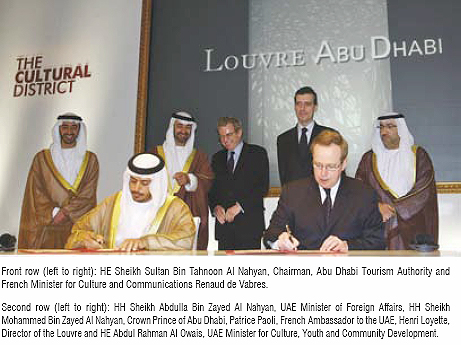 THE
CULTURAL
DISTRICT
LOUVRE ABU DHABI
Front row (left to right): HE Sheikh Sultan Bin Tahnoon Al Nahyan, Chairman, Abu Dhabi Tourism Authority and
French Minister for Culture and Communications Renaud de Vabres.
Second row (left to right): HH Sheikh Abdulla Bin Zayed Al Nahyan, UAE Minister of Foreign Affairs, HH Sheikh
Mohammed Bin Zayed Al Nahyan, Crown Prince of Abu Dhabi, Patrice Paoli, French Ambassador to the UAE, Henri Loyette,
Director of the Louvre and HE Abdul Rahman Al Owais, UAE Minister for Culture, Youth and Community Development.